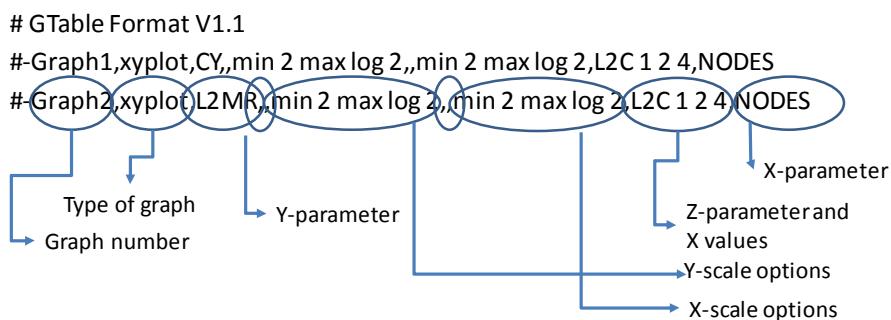 # GTable Format V1.1
#-Graph1,xyplot,CY,,min 2 max log 2,,min 2 max log 2,L2C 1 2 4,NODES
#-Graph2,xyplot,L2MR,,min 2 max log 2,,min 2 max log 2,L2C 1 2 4,NODES
X-parameter
Type of graph
Y-parameter
Z-parameter and
X values
Graph number
Y-scale options
X-scale options